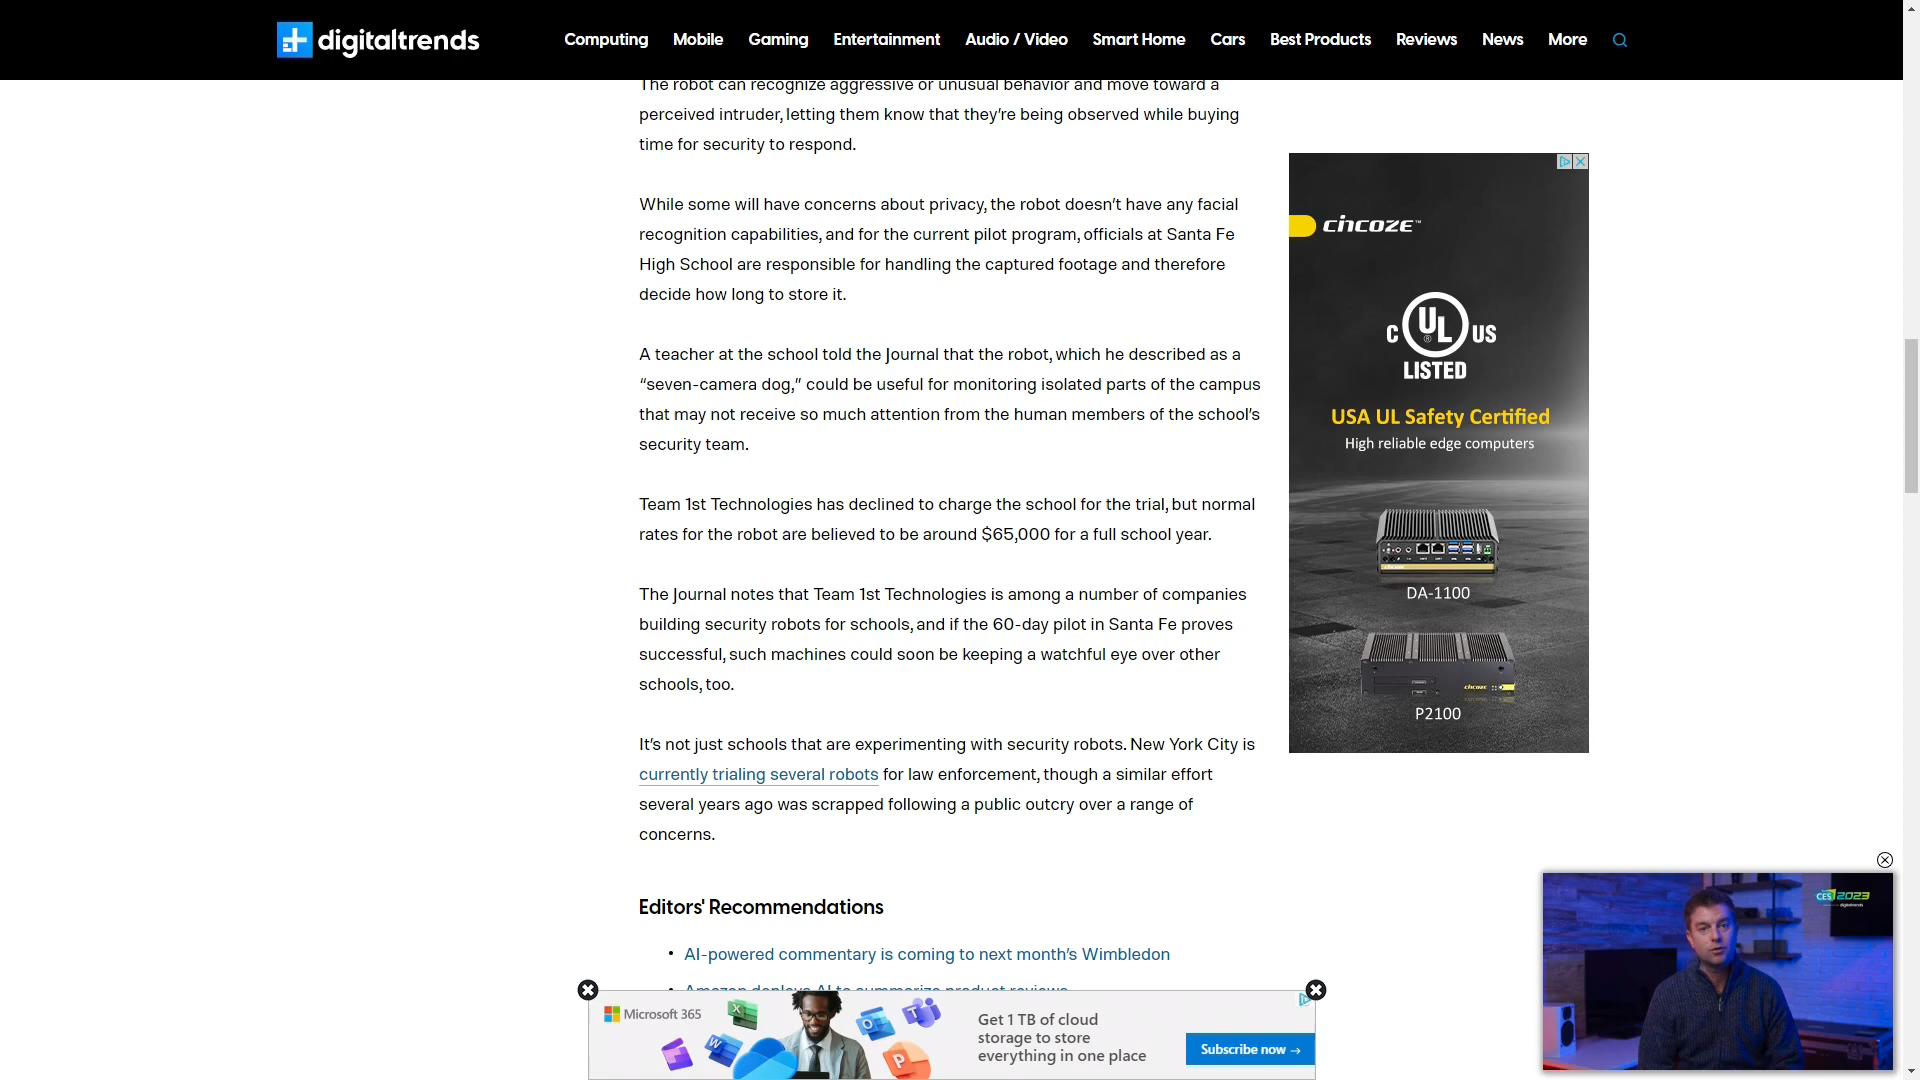 digitaltrends
Computing Mobile Gaming Entertainment Audio / Video Smart Home Cars Best Products Reviews News More
The robot can recognize aggressive or unusual behavior and move toward a
perceived intruder, letting them know that they’re being observed while buying
time for security to respond.
While some will have concerns about privacy, the robot doesn’t have any facial
recognition capabilities, and for the current pilot program, officials at Santa Fe
High School are responsible for handling the captured footage and therefore
decide how long to store it.
A teacher at the school told the Journal that the robot, which he described as a
“seven-camera dog,” could be useful for monitoring isolated parts of the campus
that may not receive so much attention from the human members of the school’s
security team.
Team 1st Technologies has declined to charge the school for the trial, but normal
rates for the robot are believed to be around $65,000 for a full school year.
The Journal notes that Team 1st Technologies is among a number of companies
building security robots for schools, and if the 60-day pilot in Santa Fe proves
successful, such machines could soon be keeping a watchful eye over other
schools, too.
It’s not just schools that are experimenting with security robots. New York City is
currently trialing several robots for law enforcement, though a similar effort
several years ago was scrapped following a public outcry over a range of
concerns.
Editors' Recommendations
• AI-powered commentary is coming to next month’s Wimbledon
• Amazon deploys AI to summarize product reviews
cincoze™
C UL® US
LISTED
USA UL Safety Certified
High reliable edge computers
DA-1100
cincoze
P2100
CES 2023
digitaltrends
Microsoft 365
Get 1 TB of cloud
storage to store
everything in one place
Subscribe now →